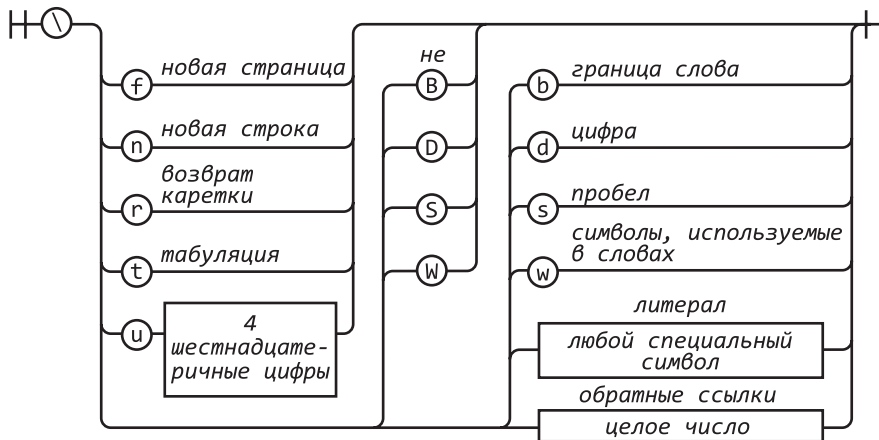 \
не
f новая страница
B
b граница слова
n новая строка
D
d цифра
r возврат
каретки
S
s пробел
t табуляция
W
w символы, используемые
в словах
u 4
шестнадцате-
ричные цифры
литерал
любой специальный
символ
обратные ссылки
целое число